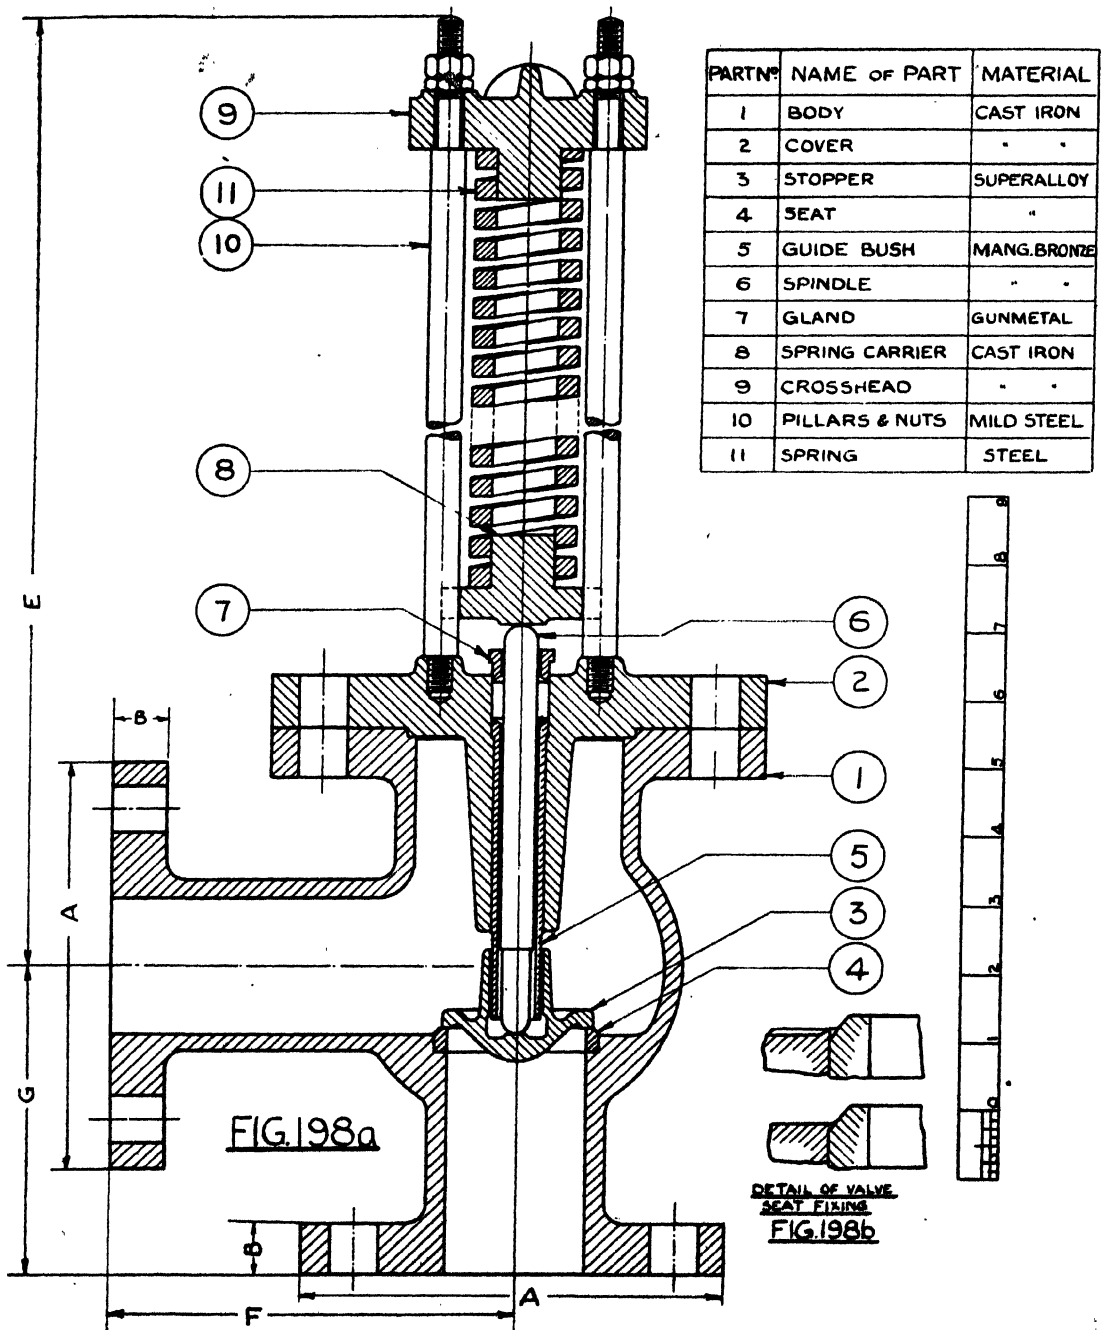 PARTNº NAME OF PART MATERIAL
1 BODY CAST IRON
2 COVER " "
3 STOPPER SUPERALLOY
4 SEAT "
5 GUIDE BUSH MANG.BRONZE
6 SPINDLE " "
7 GLAND GUNMETAL
8 SPRING CARRIER CAST IRON
9 CROSSHEAD " "
10 PILLARS & NUTS MILD STEEL
11 SPRING STEEL
9
11
10
8
7
6
2
1
5
3
4
E
B
A
G
B
F
A
9
8
7
6
5
4
3
2
1
0
FIG.198a
DETAIL OF VALVE
SEAT FIXING
FIG.198b